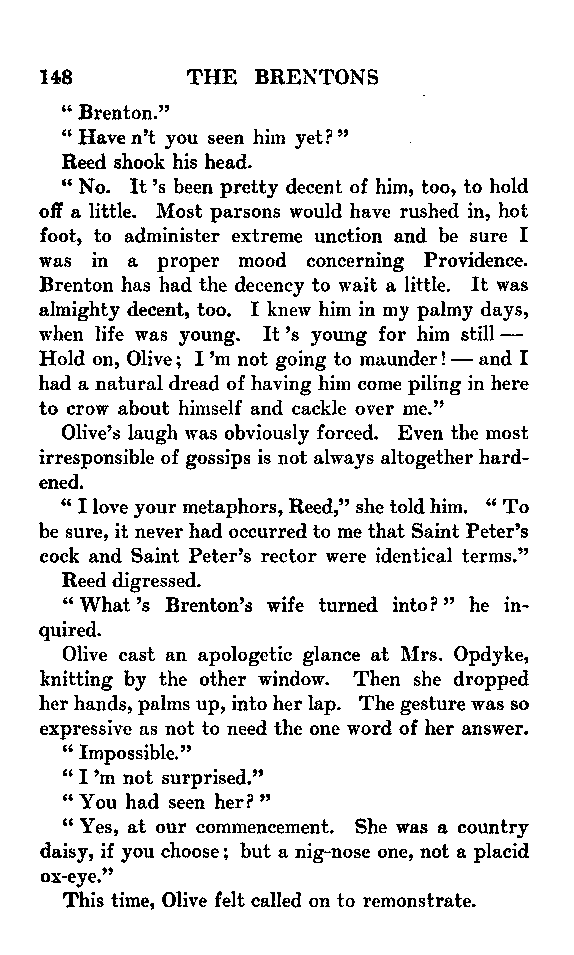 148 THE BRENTONS
“ Brenton.”
“ Have n’t you seen him yet? ”
Reed shook his head.
“ No. It ’s been pretty decent of him, too, to hold
off a little. Most parsons would have rushed in, hot
foot, to administer extreme unction and be sure I
was in a proper mood concerning Providence.
Brenton has had the decency to wait a little. It was
almighty decent, too. I knew him in my palmy days,
when life was young. It ’s young for him still —
Hold on, Olive; I ’m not going to maunder! — and I
had a natural dread of having him come piling in here
to crow about himself and cackle over me.”
Olive’s laugh was obviously forced. Even the most
irresponsible of gossips is not always altogether hard-
ened.
“ I love your metaphors, Reed,” she told him. “ To
be sure, it never had occurred to me that Saint Peter’s
cock and Saint Peter’s rector were identical terms.”
Reed digressed.
“ What ’s Brenton’s wife turned into? ” he in-
quired.
Olive cast an apologetic glance at Mrs. Opdyke,
knitting by the other window. Then she dropped
her hands, palms up, into her lap. The gesture was so
expressive as not to need the one word of her answer.
“ Impossible.”
“ I ’m not surprised.”
“ You had seen her? ”
“ Yes, at our commencement. She was a country
daisy, if you choose; but a nig-nose one, not a placid
ox-eye.”
This time, Olive felt called on to remonstrate.